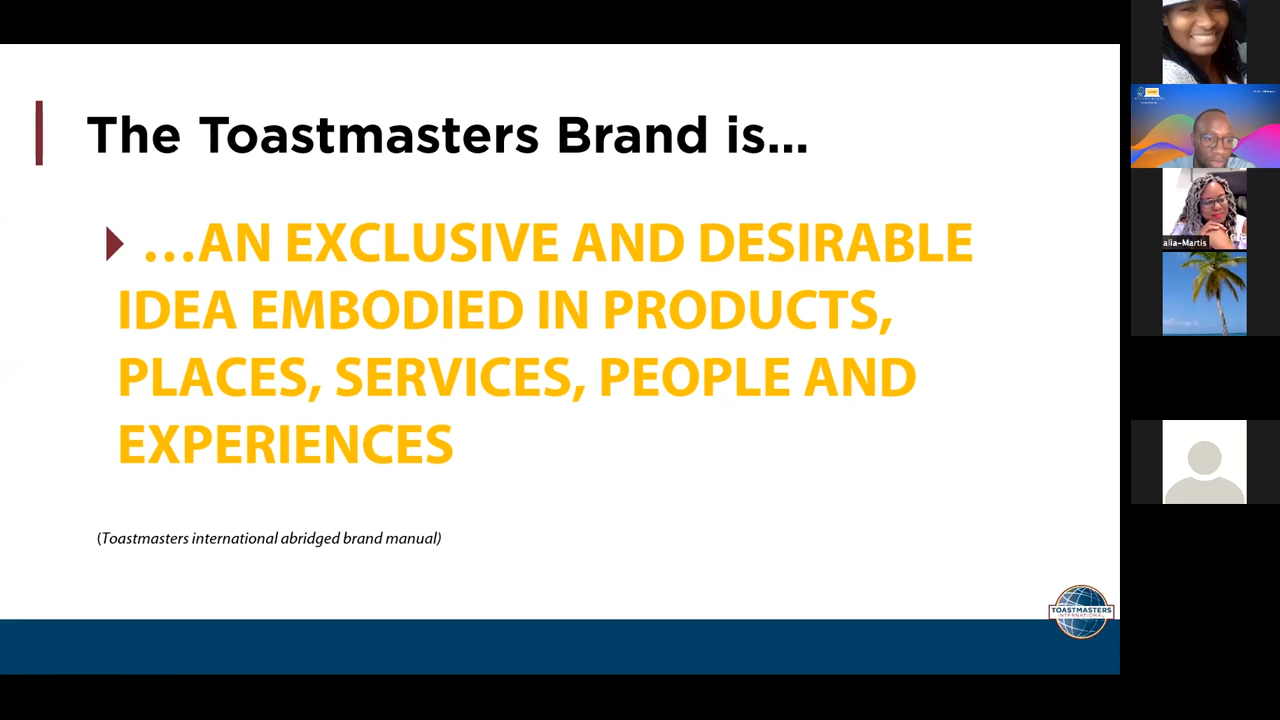 The Toastmasters Brand is...
...AN EXCLUSIVE AND DESIRABLE
IDEA EMBODIED IN PRODUCTS,
PLACES, SERVICES, PEOPLE AND
EXPERIENCES
(Toastmasters international abridged brand manual)
TOASTMASTERS
INTERNATIONAL
alia-Martis